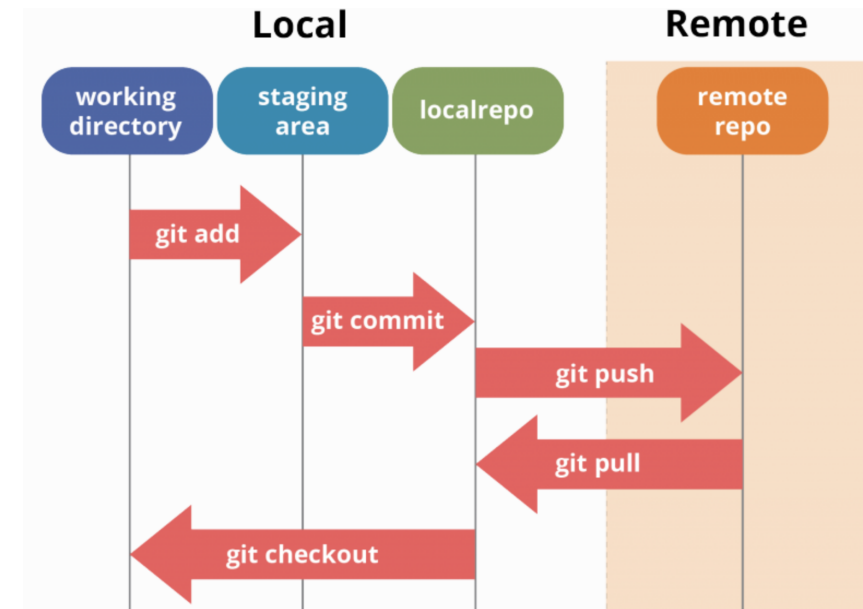 Local
Remote
working
directory
staging
area
localrepo
remote
repo
git add
git commit
git push
git pull
git checkout